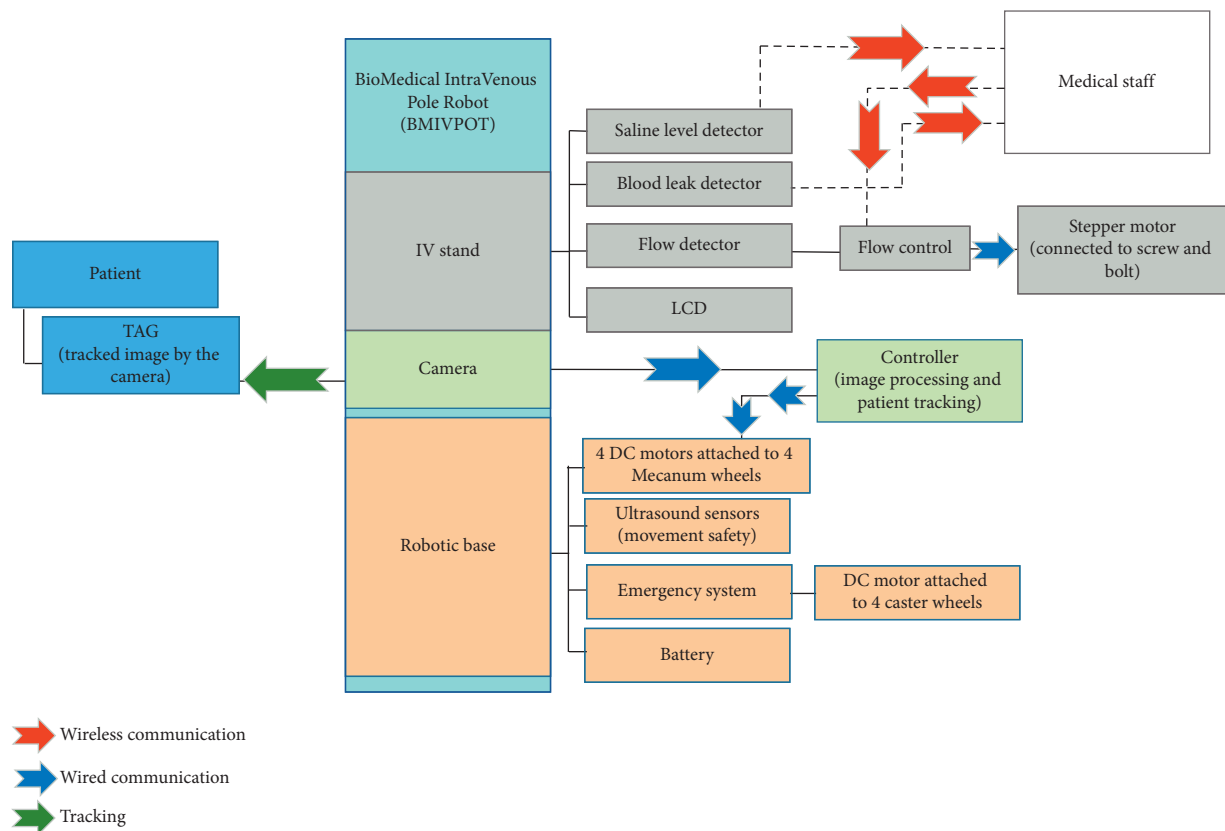 BioMedical IntraVenous
Pole Robot
(BMIVPOT)
IV stand
Camera
Robotic base
Patient
TAG
(tracked image by the
camera)
Saline level detector
Blood leak detector
Flow detector
LCD
Medical staff
Flow control
Stepper motor
(connected to screw and
bolt)
Controller
(image processing and
patient tracking)
4 DC motors attached to 4
Mecanum wheels
Ultrasound sensors
(movement safety)
Emergency system
DC motor attached
to 4 caster wheels
Battery
Wireless communication
Wired communication
Tracking